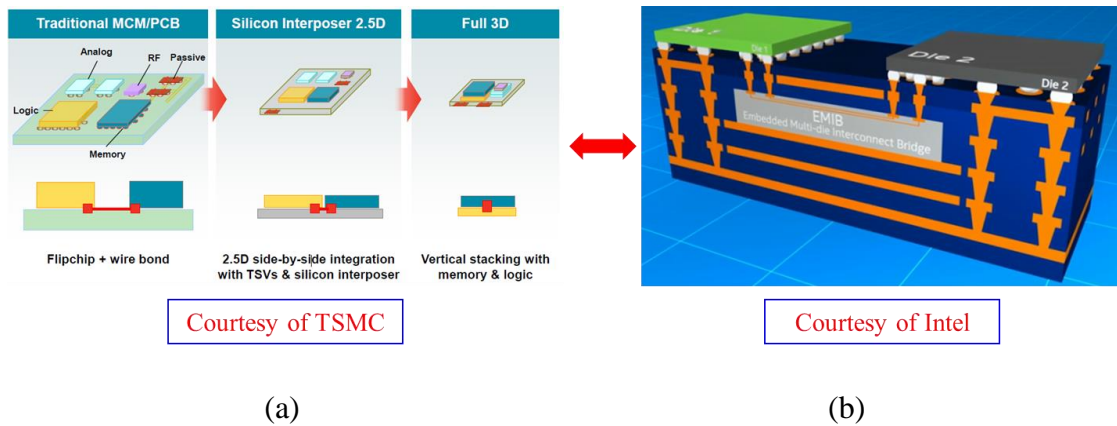 Traditional MCM/PCB
Silicon Interposer 2.5D
Full 3D
Analog
RF
Passive
Logic
Memory
Flipchip + wire bond
2.5D side-by-side integration
with TSVs & silicon interposer
Vertical stacking with
memory & logic
Courtesy of TSMC
(a)
Die 1
Die 1
Die 2
Die 2
EMIB
Embedded Multi-die Interconnect Bridge
Courtesy of Intel
(b)